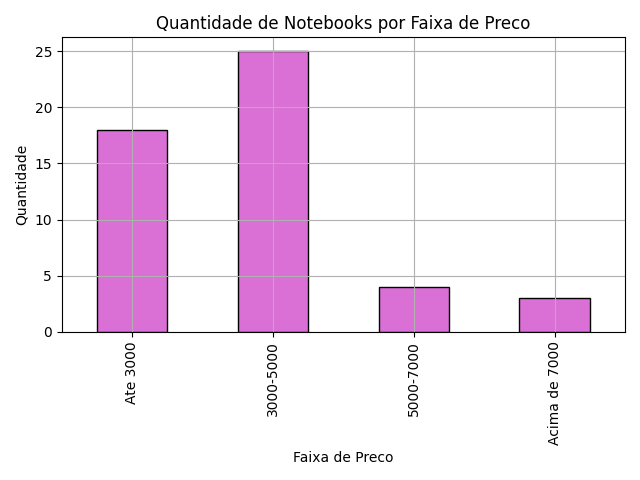 Quantidade de Notebooks por Faixa de Preco
25
20
15
10
5
0
Quantidade
Ate 3000
3000-5000
5000-7000
Acima de 7000
Faixa de Preco